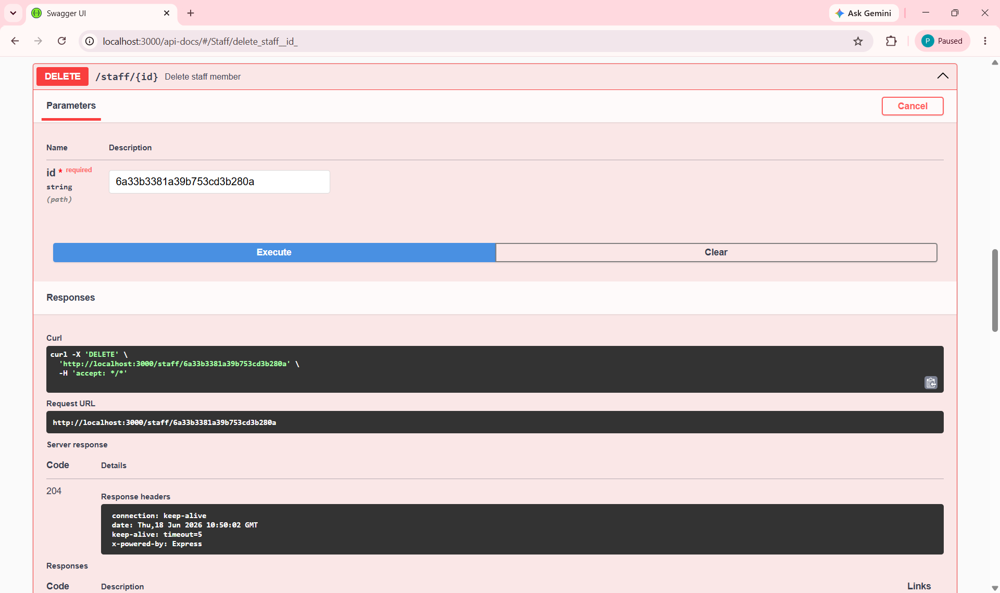 Swagger UI
Ask Gemini
localhost:3000/api-docs/#/Staff/delete_staff__id_
P Paused
DELETE /staff/{id} Delete staff member
Parameters
Cancel
Name Description
id * required
string
(path)
6a33b3381a39b753cd3b280a
Execute Clear
Responses
Curl
curl -X 'DELETE' \
'http://localhost:3000/staff/6a33b3381a39b753cd3b280a' \
-H 'accept: */*'
Request URL
http://localhost:3000/staff/6a33b3381a39b753cd3b280a
Server response
Code Details
204
Response headers
connection: keep-alive
date: Thu,18 Jun 2026 10:50:02 GMT
keep-alive: timeout=5
x-powered-by: Express
Responses
Code Description Links